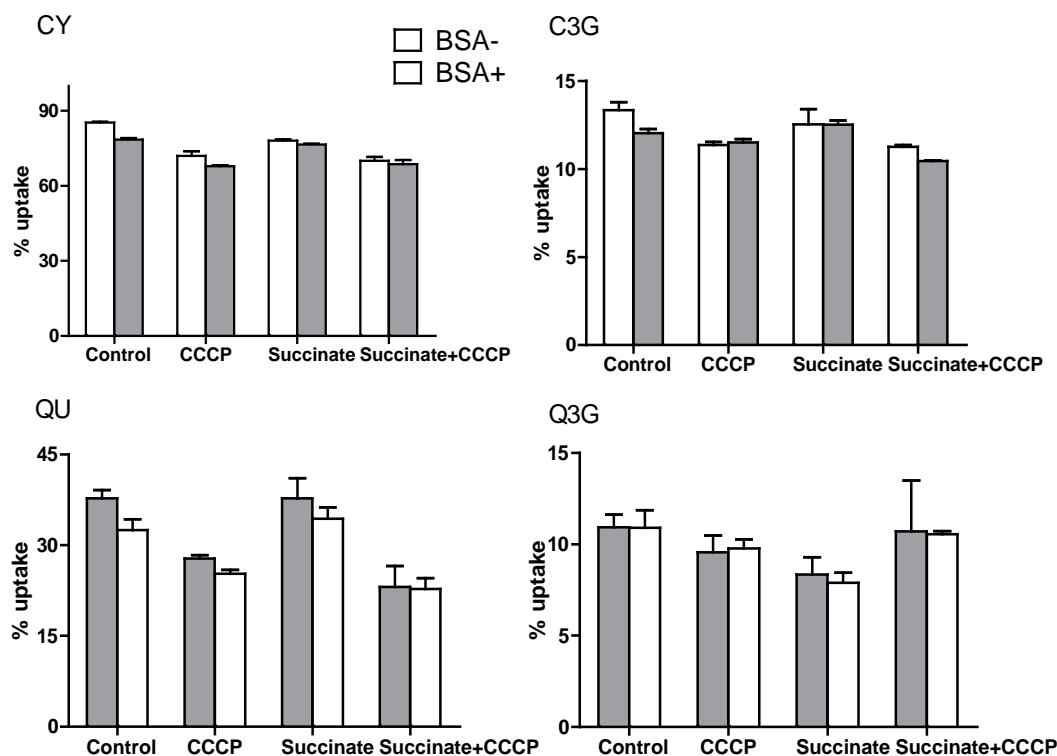 CY
BSA-
BSA+
% uptake
90
60
30
0
Control CCCP Succinate Succinate+CCCP
C3G
% uptake
15
10
5
0
Control CCCP Succinate Succinate+CCCP
QU
% uptake
45
30
15
0
Control CCCP Succinate Succinate+CCCP
Q3G
% uptake
15
10
5
0
Control CCCP Succinate Succinate+CCCP